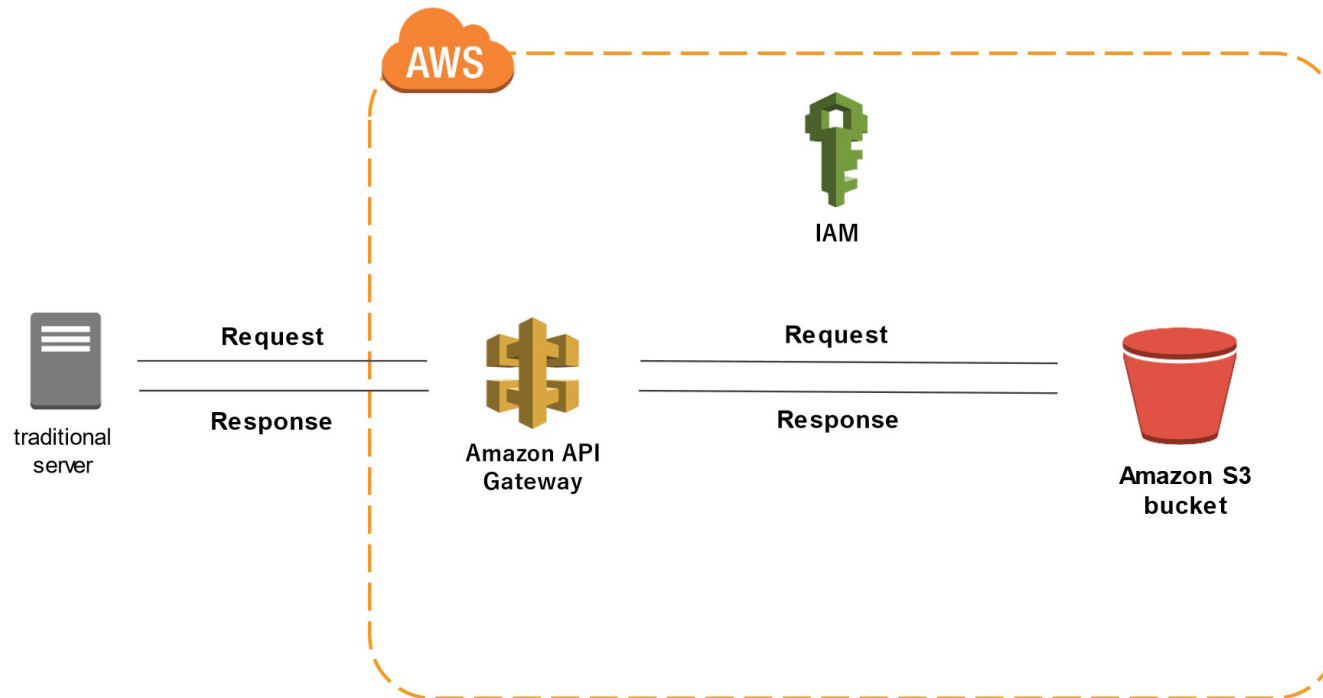 AWS
IAM
Request
Request
Response
Response
traditional
server
Amazon API
Gateway
Amazon S3
bucket